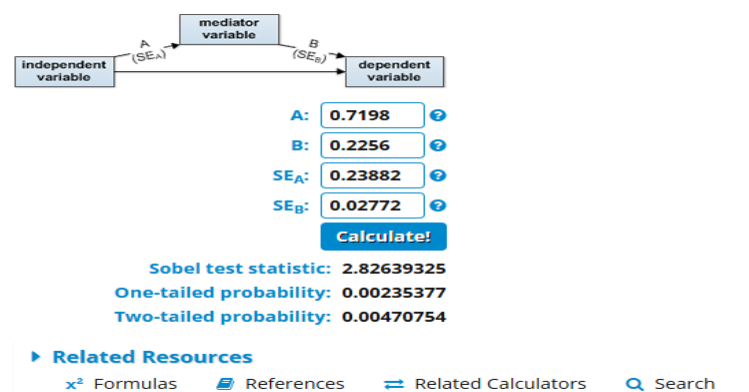 mediator
variable
A
(SEA)
B
(SEB)
independent
variable
dependent
variable
A: 0.7198 ?
B: 0.2256 ?
SEA: 0.23882 ?
SEB: 0.02772 ?
Calculate!
Sobel test statistic: 2.82639325
One-tailed probability: 0.00235377
Two-tailed probability: 0.00470754
Related Resources
x² Formulas References Related Calculators Search